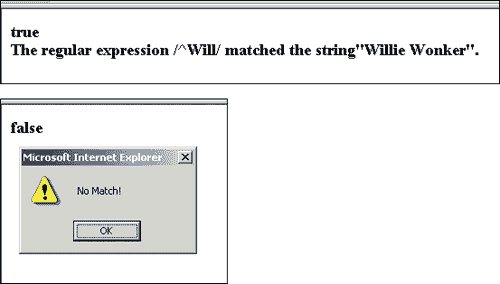 true
The regular expression /^Will/ matched the string"Willie Wonker".
false
Microsoft Internet Explorer
No Match!
OK